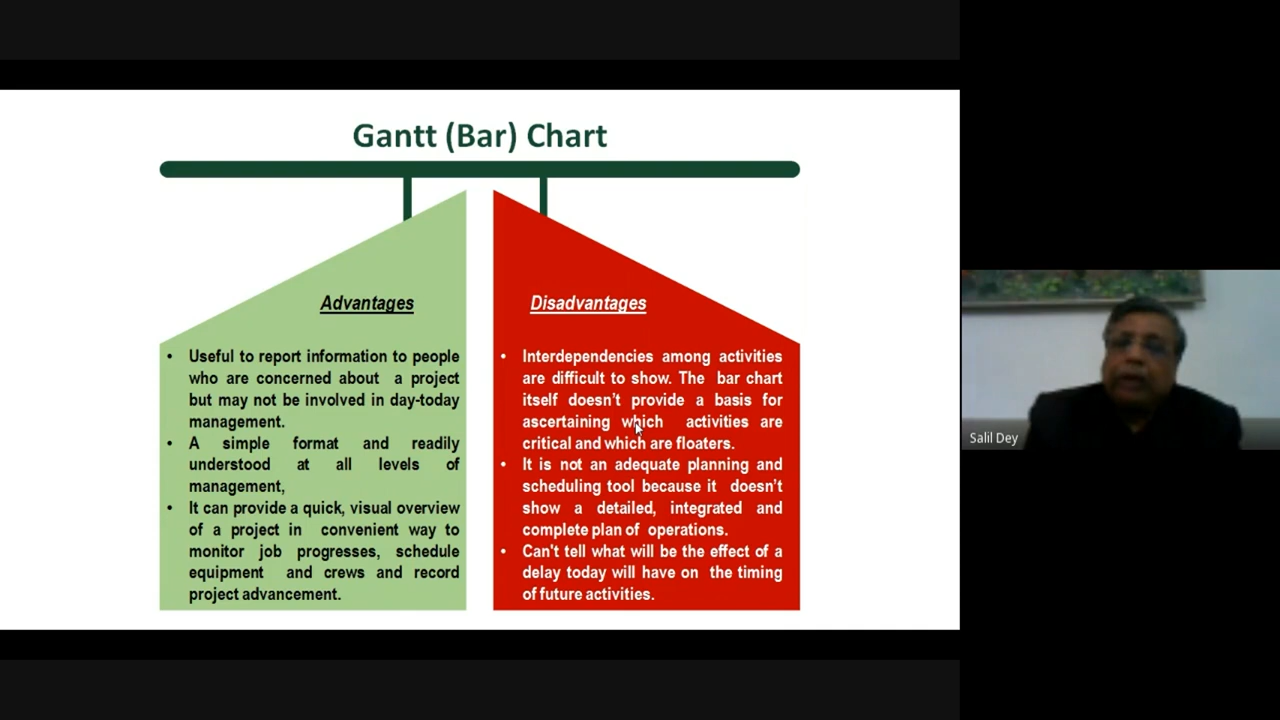 Gantt (Bar) Chart
Advantages
• Useful to report information to people
who are concerned about a project
but may not be involved in day-today
management.
• A simple format and readily
understood at all levels of
management,
• It can provide a quick, visual overview
of a project in convenient way to
monitor job progresses, schedule
equipment and crews and record
project advancement.
Disadvantages
• Interdependencies among activities
are difficult to show. The bar chart
itself doesn't provide a basis for
ascertaining which activities are
critical and which are floaters.
• It is not an adequate planning and
scheduling tool because it doesn't
show a detailed, integrated and
complete plan of operations.
• Can't tell what will be the effect of a
delay today will have on the timing
of future activities.
Salil Dey